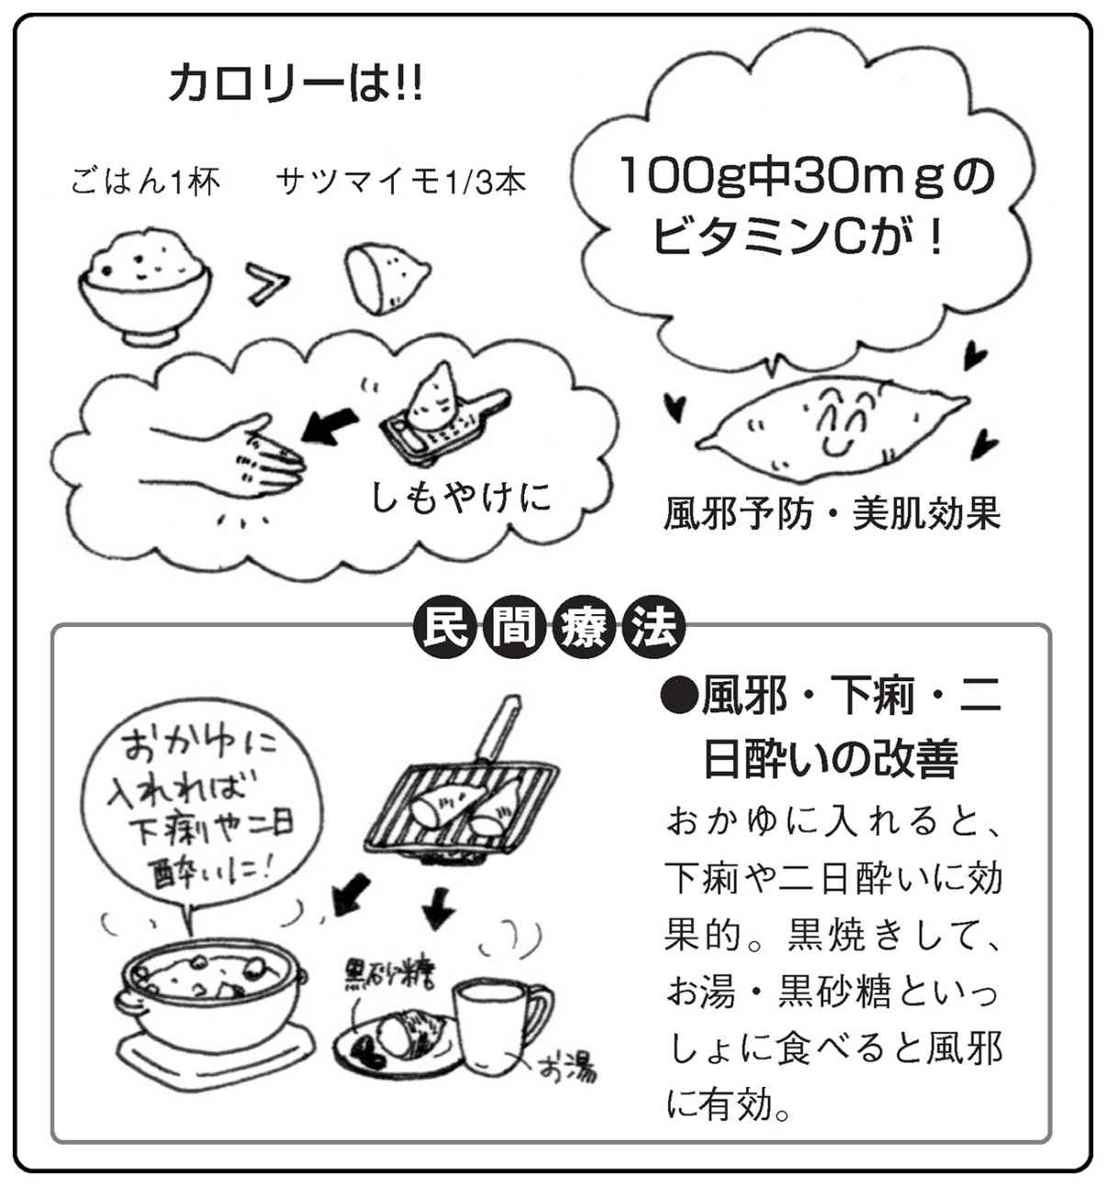 カロリーは!!
ごはん1杯
サツマイモ1/3本
>
100g中30mgの
ビタミンCが！
しもやけに
風邪予防・美肌効果
民間療法
おかゆに
入れれば
下痢や二日
酔いに!
黒砂糖
お湯
●風邪・下痢・二
日酔いの改善
おかゆに入れると、
下痢や二日酔いに効
果的。黒焼きして、
お湯・黒砂糖といっ
しょに食べると風邪
に有効。